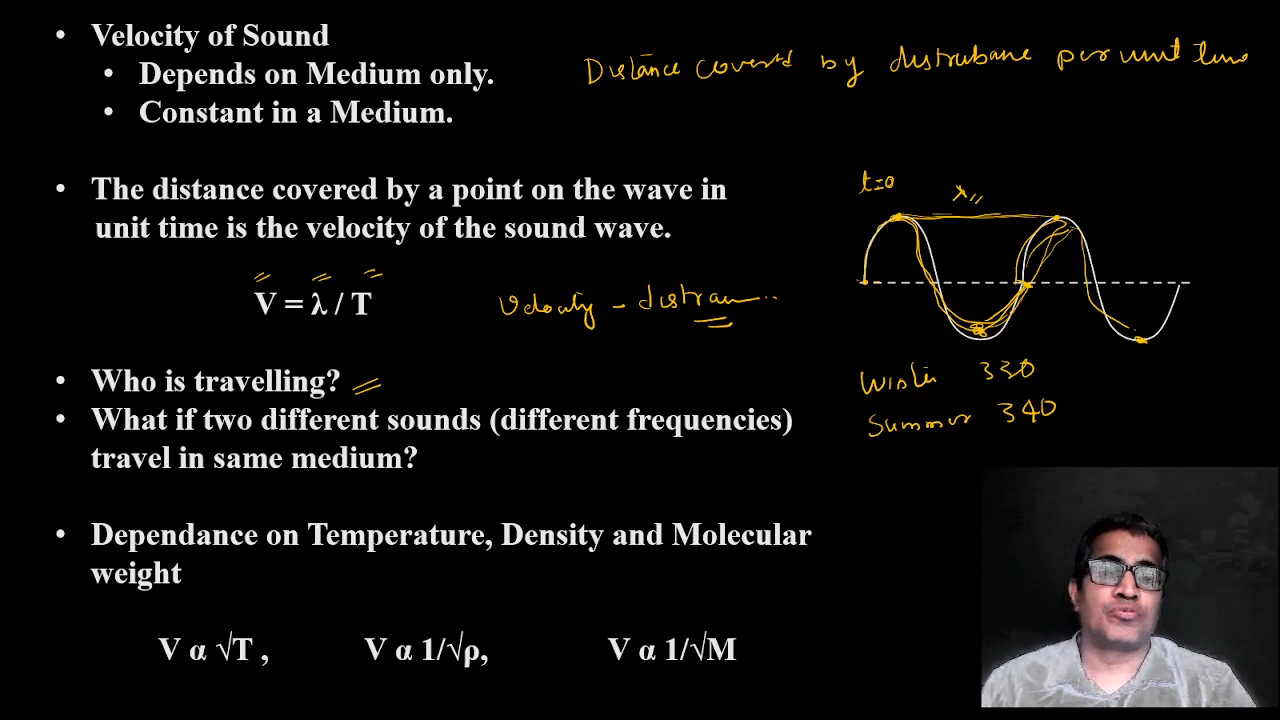 • Velocity of Sound
• Depends on Medium only.
• Constant in a Medium.
Distance covered by distrubane per unit time
• The distance covered by a point on the wave in
unit time is the velocity of the sound wave.
V = λ / T
Velocity -
t=0
λ
• Who is travelling?
• What if two different sounds (different frequencies)
travel in same medium?
Winter 330
Summer 340
• Dependance on Temperature, Density and Molecular
weight
V α √T , V α 1/√ρ, V α 1/√M